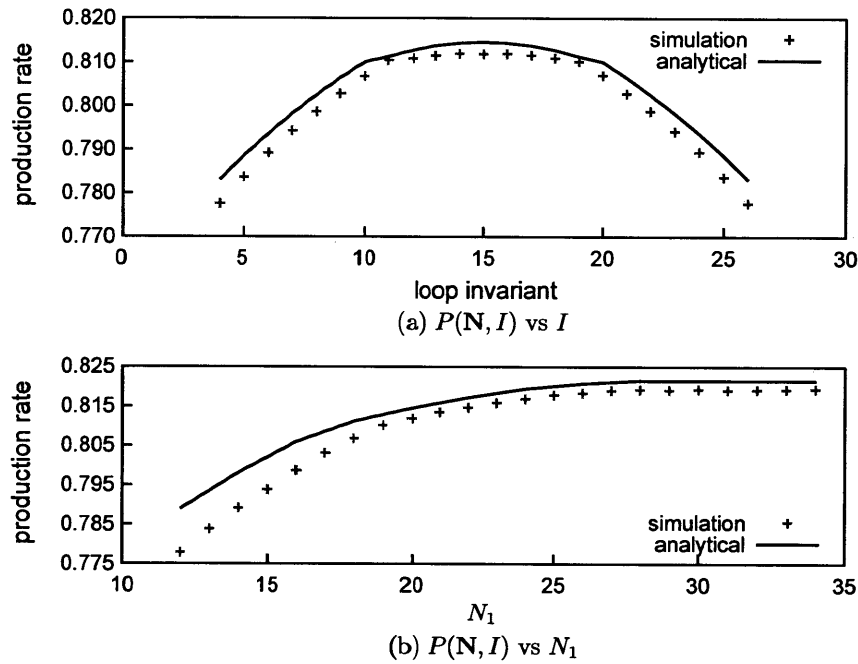 0.810
0.800
0.790
0.780
0.770
production rate
simulation +
analytical
0 5 10 15 20 25 30
loop invariant
(a) P(N, I) vs I
0.825
0.815
0.805
0.795
0.785
0.775
production rate
simulation +
analytical
10 15 20 25 30 35
N₁
(b) P(N, I) vs N₁